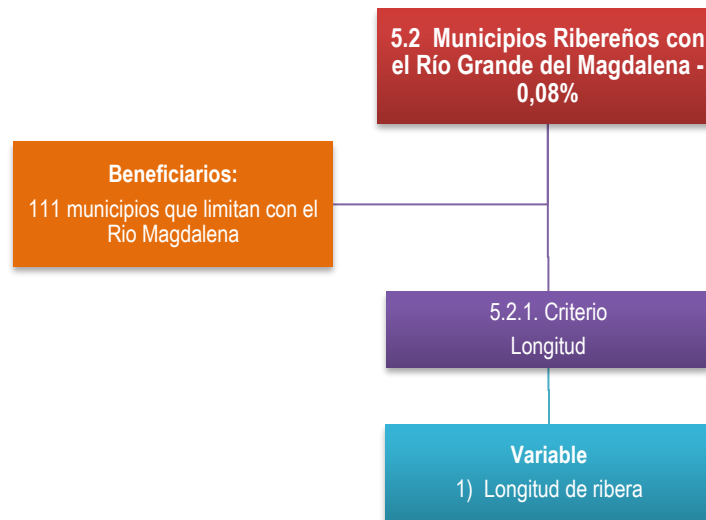 5.2 Municipios Ribereños con
el Río Grande del Magdalena -
0,08%
Beneficiarios:
111 municipios que limitan con el
Rio Magdalena
5.2.1. Criterio
Longitud
Variable
1) Longitud de ribera